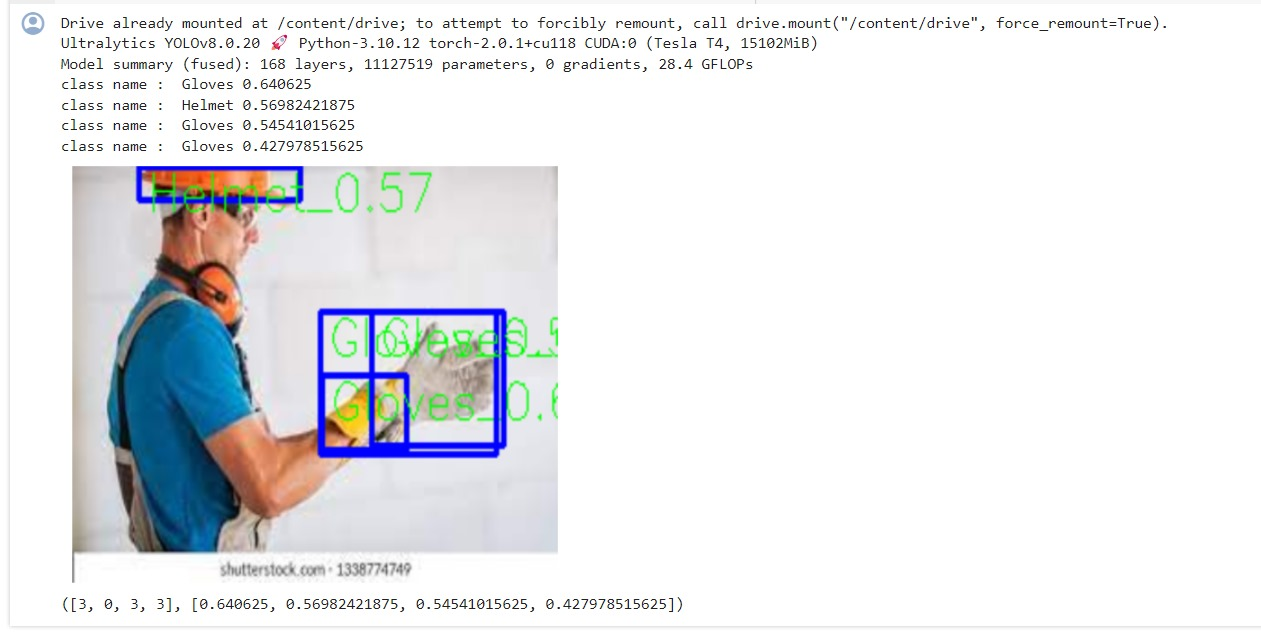 Drive already mounted at /content/drive; to attempt to forcibly remount, call drive.mount("/content/drive", force_remount=True).
Ultralytics YOLOv8.0.20 🚀 Python-3.10.12 torch-2.0.1+cu118 CUDA:0 (Tesla T4, 15102MiB)
Model summary (fused): 168 layers, 11127519 parameters, 0 gradients, 28.4 GFLOPs
class name :  Gloves 0.640625
class name :  Helmet 0.56982421875
class name :  Gloves 0.54541015625
class name :  Gloves 0.427978515625
Helmet_0.57
Gloves_0.6
shutterstock.com · 1338774749
([3, 0, 3, 3], [0.640625, 0.56982421875, 0.54541015625, 0.427978515625])